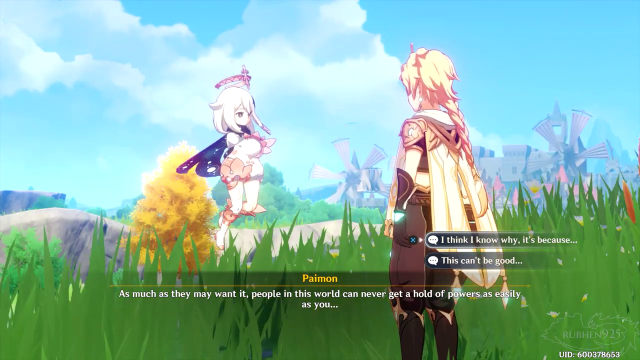 I think I know why, it's because...
This can't be good...
Paimon
As much as they may want it, people in this world can never get a hold of powers as easily
as you...
RUBHEN925
UID: 600378653